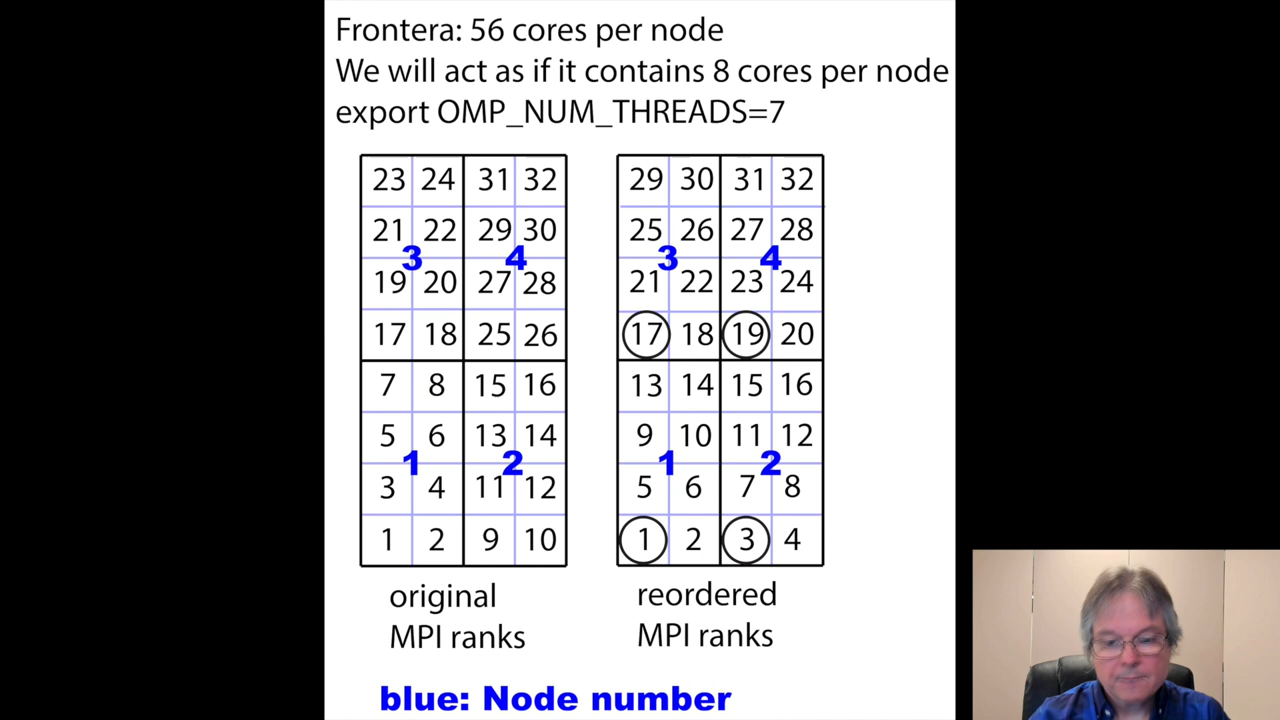 Frontera: 56 cores per node
We will act as if it contains 8 cores per node
export OMP_NUM_THREADS=7
23 24 31 32
21 22 29 30
3 4
19 20 27 28
17 18 25 26
7 8 15 16
5 6 13 14
1 2
3 4 11 12
1 2 9 10
original
MPI ranks
29 30 31 32
25 26 27 28
3 4
21 22 23 24
17 18 19 20
13 14 15 16
9 10 11 12
1 2
5 6 7 8
1 2 3 4
reordered
MPI ranks
blue: Node number